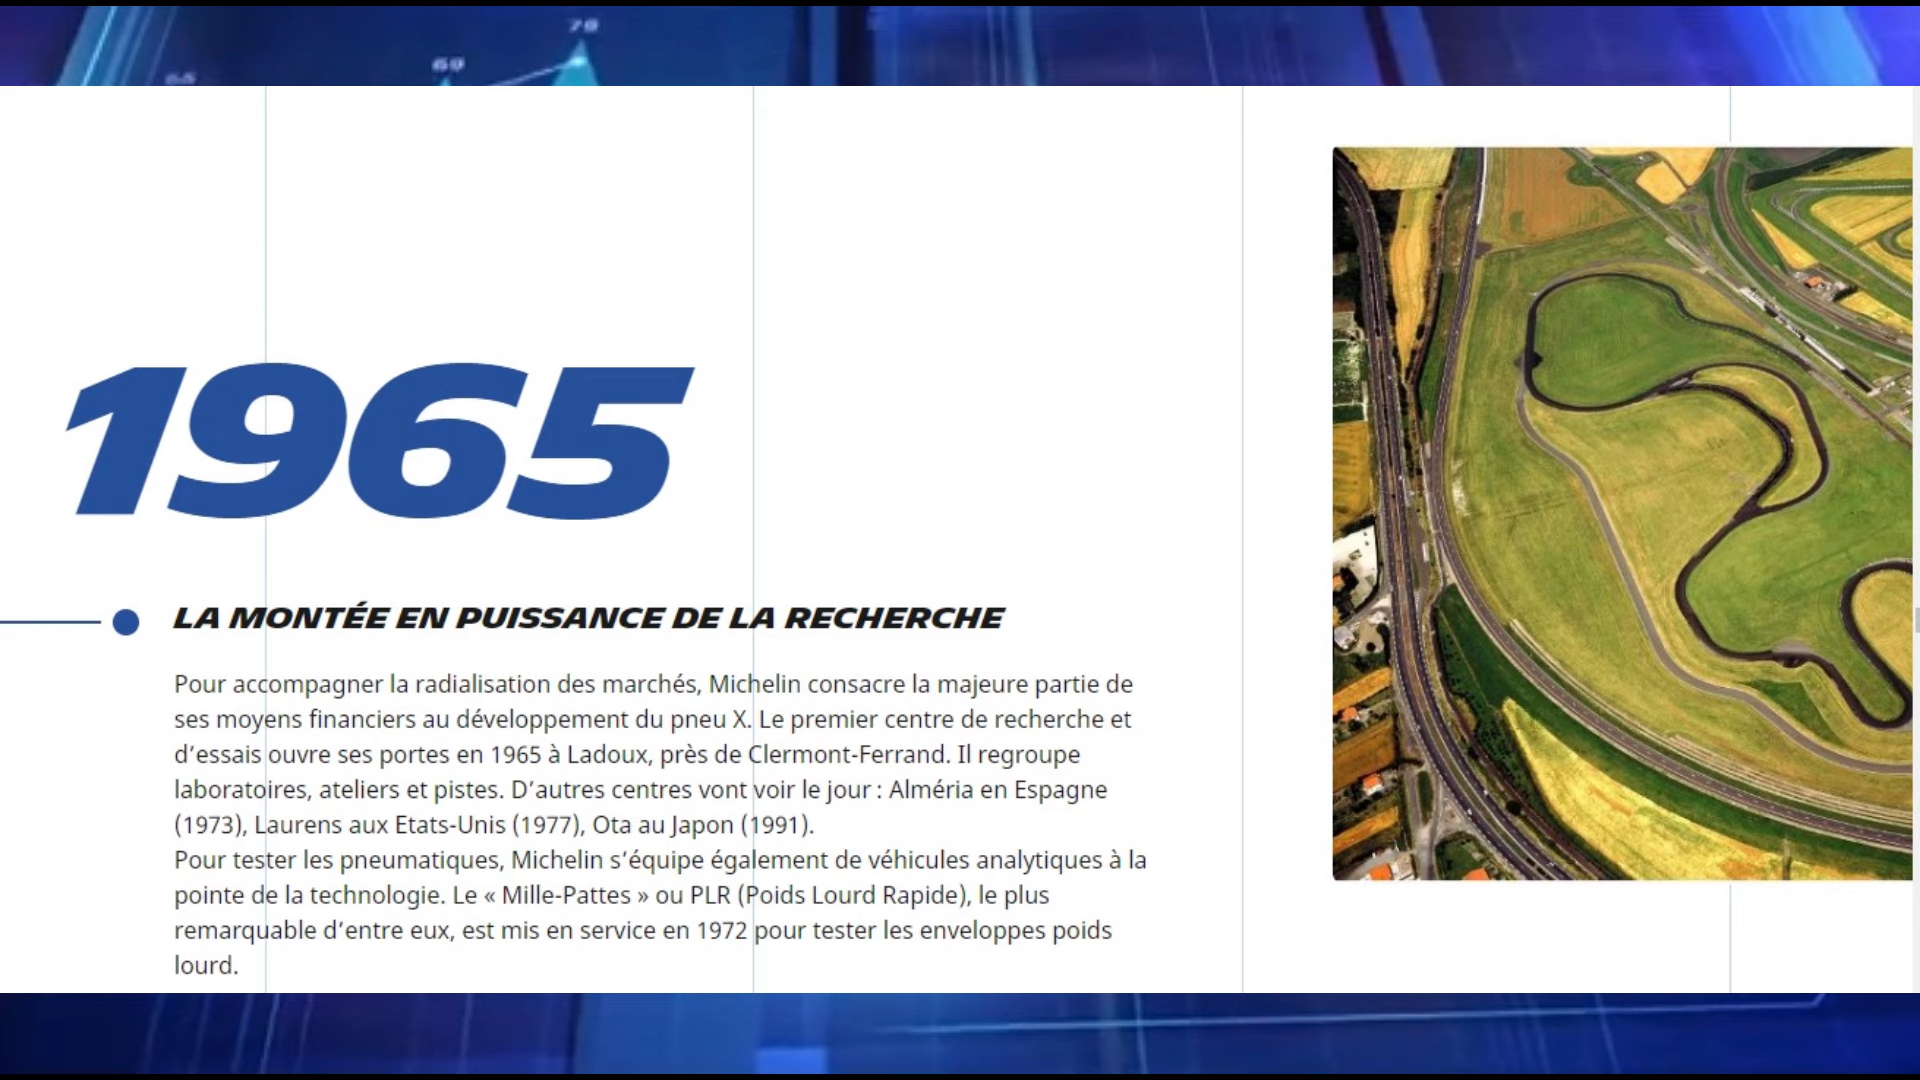 78
69
66
1965
LA MONTÉE EN PUISSANCE DE LA RECHERCHE
Pour accompagner la radialisation des marchés, Michelin consacre la majeure partie de
ses moyens financiers au développement du pneu X. Le premier centre de recherche et
d’essais ouvre ses portes en 1965 à Ladoux, près de Clermont-Ferrand. Il regroupe
laboratoires, ateliers et pistes. D’autres centres vont voir le jour : Alméria en Espagne
(1973), Laurens aux Etats-Unis (1977), Ota au Japon (1991).
Pour tester les pneumatiques, Michelin s’équipe également de véhicules analytiques à la
pointe de la technologie. Le « Mille-Pattes » ou PLR (Poids Lourd Rapide), le plus
remarquable d’entre eux, est mis en service en 1972 pour tester les enveloppes poids
lourd.